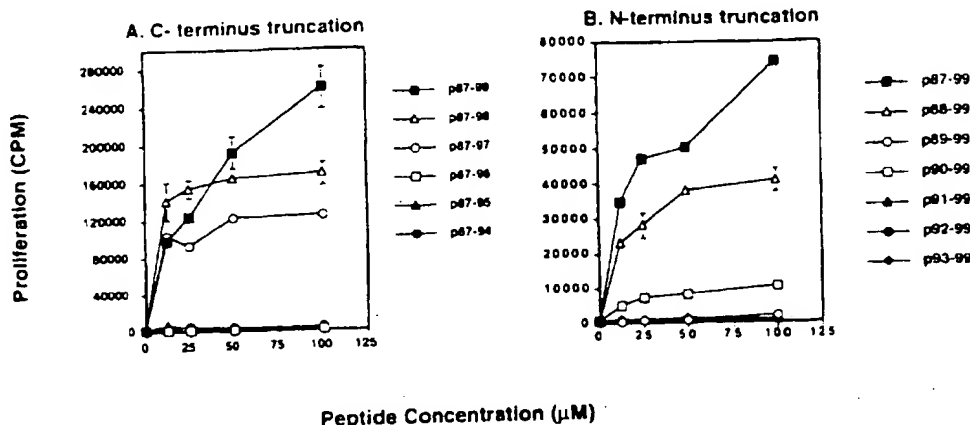 A. C- terminus truncation
280000
240000
200000
160000
120000
80000
40000
0
0 25 50 75 100 125
p87-99
p87-98
p87-97
p87-96
p87-95
p87-94
B. N-terminus truncation
80000
70000
60000
50000
40000
30000
20000
10000
0
0 25 50 75 100 125
p87-99
p88-99
p89-99
p90-99
p91-99
p92-99
p93-99
Proliferation (CPM)
Peptide Concentration (μM)